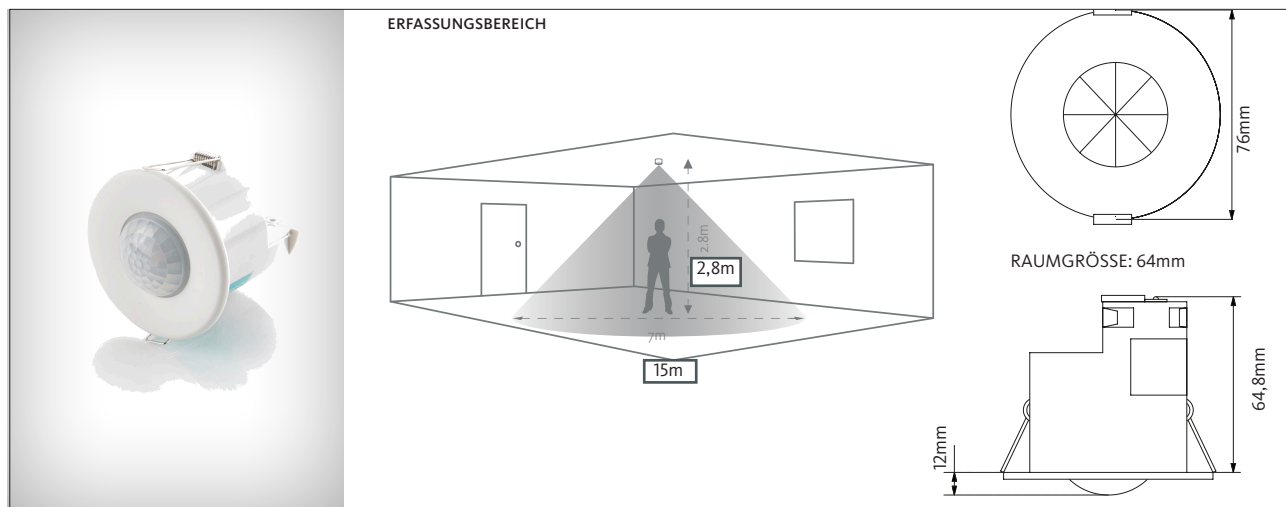 ERFASSUNGSBEREICH
2.8m
2,8m
7m
15m
76mm
RAUMGRÖSSE: 64mm
64,8mm
12mm